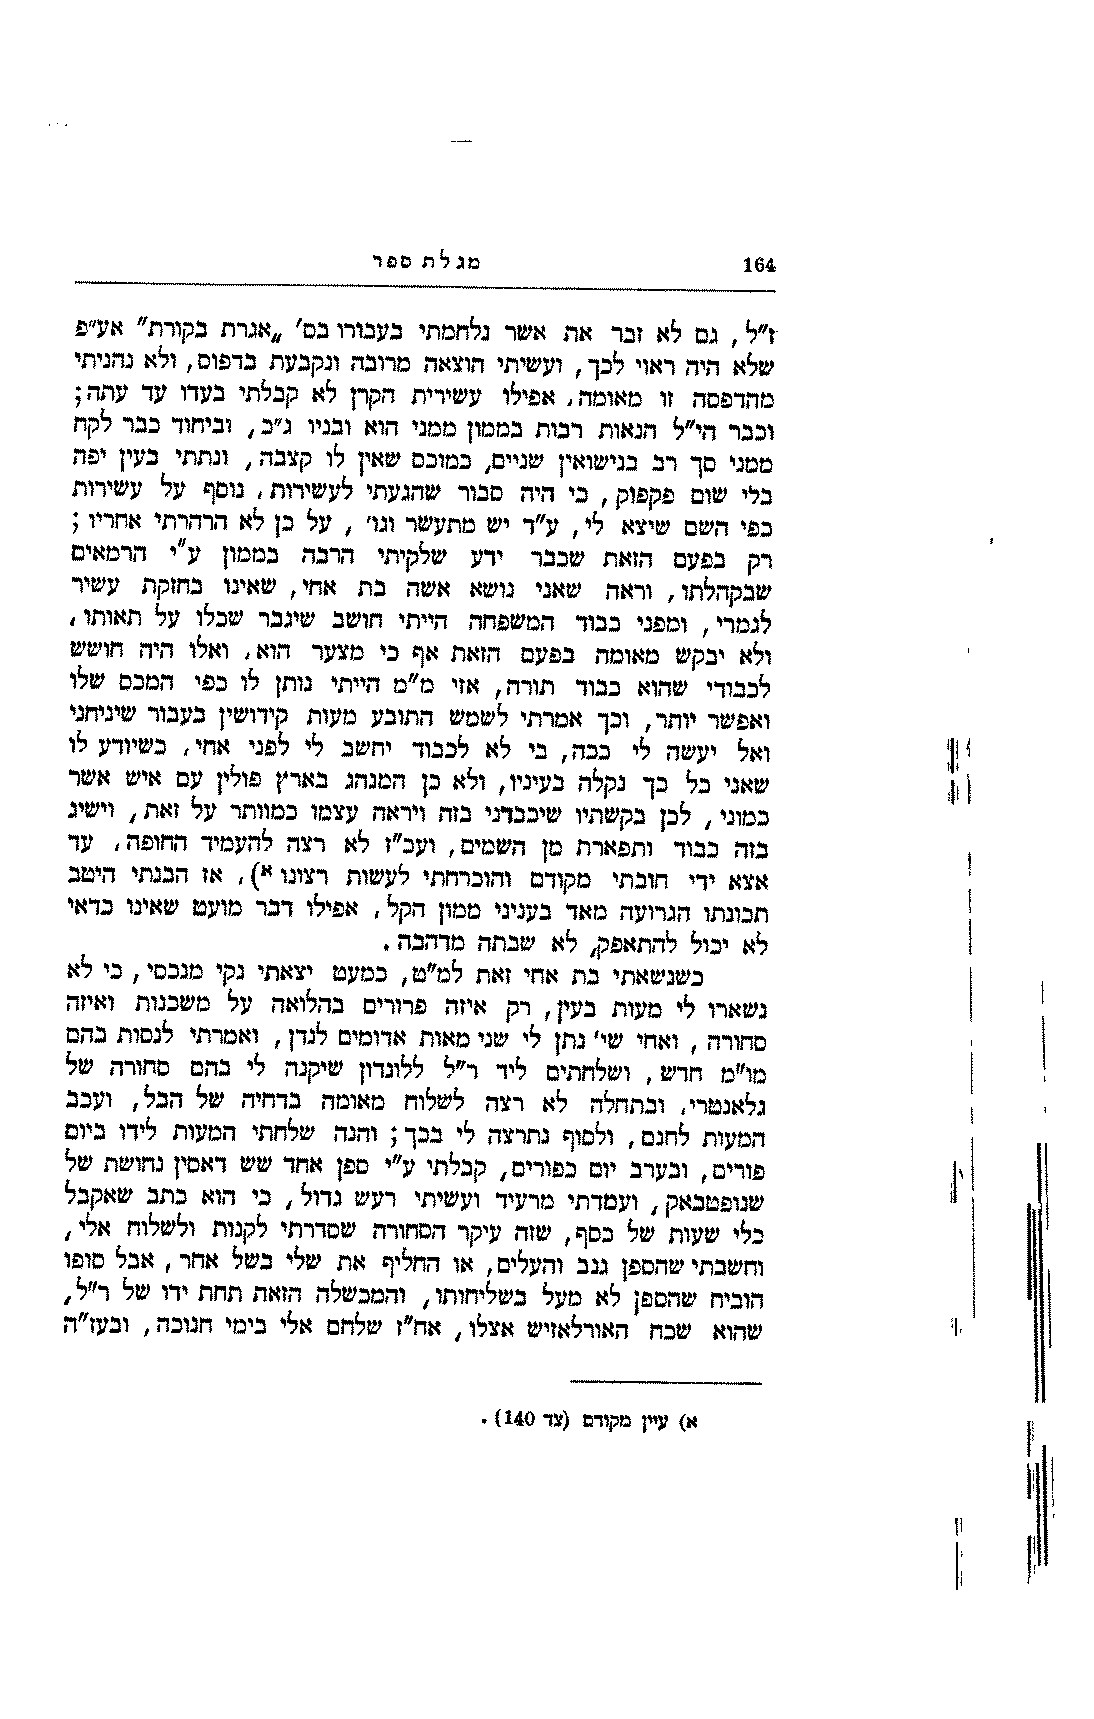 164 מגלת ספר
ז"ל, גם לא זכר את אשר נלחמתי בעבורו בס' „אגרת בקורת" אע"פ
שלא היה ראוי לכך, ועשיתי הוצאה מרובה ונקבעת בדפוס, ולא נהניתי
מהדפסה זו מאומה. אפילו עשירית הקרן לא קבלתי בעדו עד עתה;
וכבר הי"ל הנאות רבות בממון ממני הוא ובניו ג"כ, וביחוד כבר לקח
ממני סך רב בנישואין שניים, כמוכס שאין לו קצבה, ונתתי בעין יפה
בלי שום פקפוק, כי היה סבור שהגעתי לעשירות, נוסף על עשירות
כפי השם שיצא לי, ע"ד יש מתעשר וגו', על כן לא הרהרתי אחריו;
רק בפעם הזאת שכבר ידע שלקיתי הרבה בממון ע"י הרמאים
שבקהלתו, וראה שאני נושא אשה בת אחי, שאינו בחזקת עשיר
לגמרי, ומפני כבוד המשפחה הייתי חושב שיגבר שכלו על תאותו,
ולא יבקש מאומה בפעם הזאת אף כי מצער הוא. ואלו היה חושש
לכבודי שהוא כבוד תורה, אזי מ"מ הייתי נותן לו כפי המכס שלו
ואפשר יותר, וכך אמרתי לשמש התובע מעות קידושין בעבור שיניחני
ואל יעשה לי ככה, כי לא לכבוד יחשב לי לפני אחי, כשיודע לו
שאני כל כך נקלה בעיניו, ולא כן המנהג בארץ פולין עם איש אשר
כמוני, לכן בקשתיו שיכבדני בזה ויראה עצמו כמוותר על זאת, וישיג
בזה כבוד ותפארת מן השמים, ועכ"ז לא רצה להעמיד החופה, עד
אצא ידי חובתי מקודם והוכרחתי לעשות רצונו א). אז הבנתי היטב
תכונתו הגרועה מאד בעניני ממון הקל, אפילו דבר מועט שאינו כדאי
לא יכול להתאפק, לא שבתה מדהבה.
כשנשאתי בת אחי זאת למ"ט, כמעט יצאתי נקי מנכסי, כי לא
נשארו לי מעות בעין, רק איזה פרורים בהלואה על משכנות ואיזה
סחורה, ואחי שי' נתן לי שני מאות אדומים לנדן, ואמרתי לנסות בהם
מו"מ חדש, ושלחתים ליד ר"ל ללונדון שיקנה לי בהם סחורה של
גלאנטרי. ובתחלה לא רצה לשלוח מאומה בדחיה של הבל, ועכב
המעות לחנם, ולסוף נתרצה לי בכך; והנה שלחתי המעות לידו ביום
פורים, ובערב יום כפורים, קבלתי ע"י ספן אחד שש דאסין נחושת של
שנופטבאק, ועמדתי מרעיד ועשיתי רעש גדול, כי הוא כתב שאקבל
כלי שעות של כסף, שזה עיקר הסחורה שסדרתי לקנות ולשלוח אלי,
וחשבתי שהספן גנב והעלים, או החליף את שלי בשל אחר, אבל סופו
הוכיח שהספן לא מעל בשליחותו, והמכשלה הזאת תחת ידו של ר"ל,
שהוא שכח האורלאזיש אצלו, אח"ז שלחם אלי בימי חנוכה, ובעז"ה
א) עיין מקודם (צד 140).